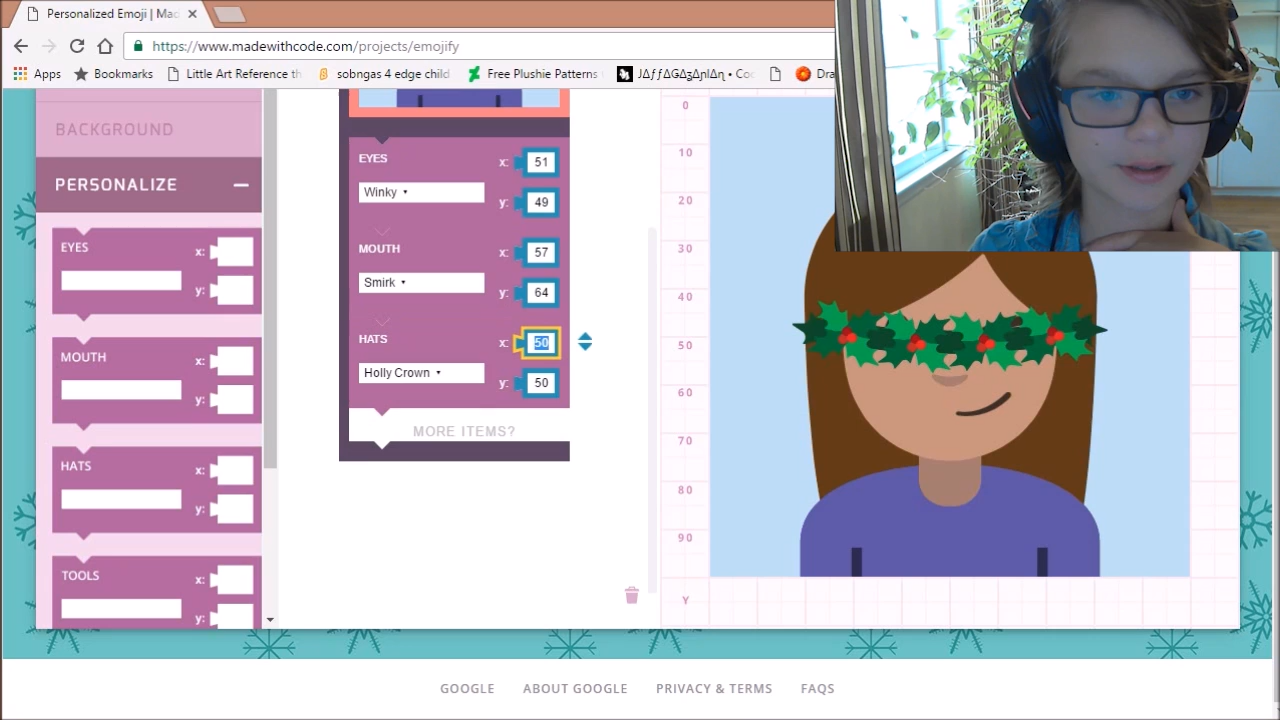 Personalized Emoji | Mad
https://www.madewithcode.com/projects/emojify
Apps Bookmarks Little Art Reference th sobngas 4 edge child Free Plushie Patterns Dra
BACKGROUND
PERSONALIZE
EYES x:
y:
MOUTH x:
y:
HATS x:
y:
TOOLS x:
y:
EYES x: 51
Winky y: 49
MOUTH x: 57
Smirk y: 64
HATS x: 50
Holly Crown y: 50
MORE ITEMS?
0
10
20
30
40
50
60
70
80
90
Y
GOOGLE ABOUT GOOGLE PRIVACY & TERMS FAQS